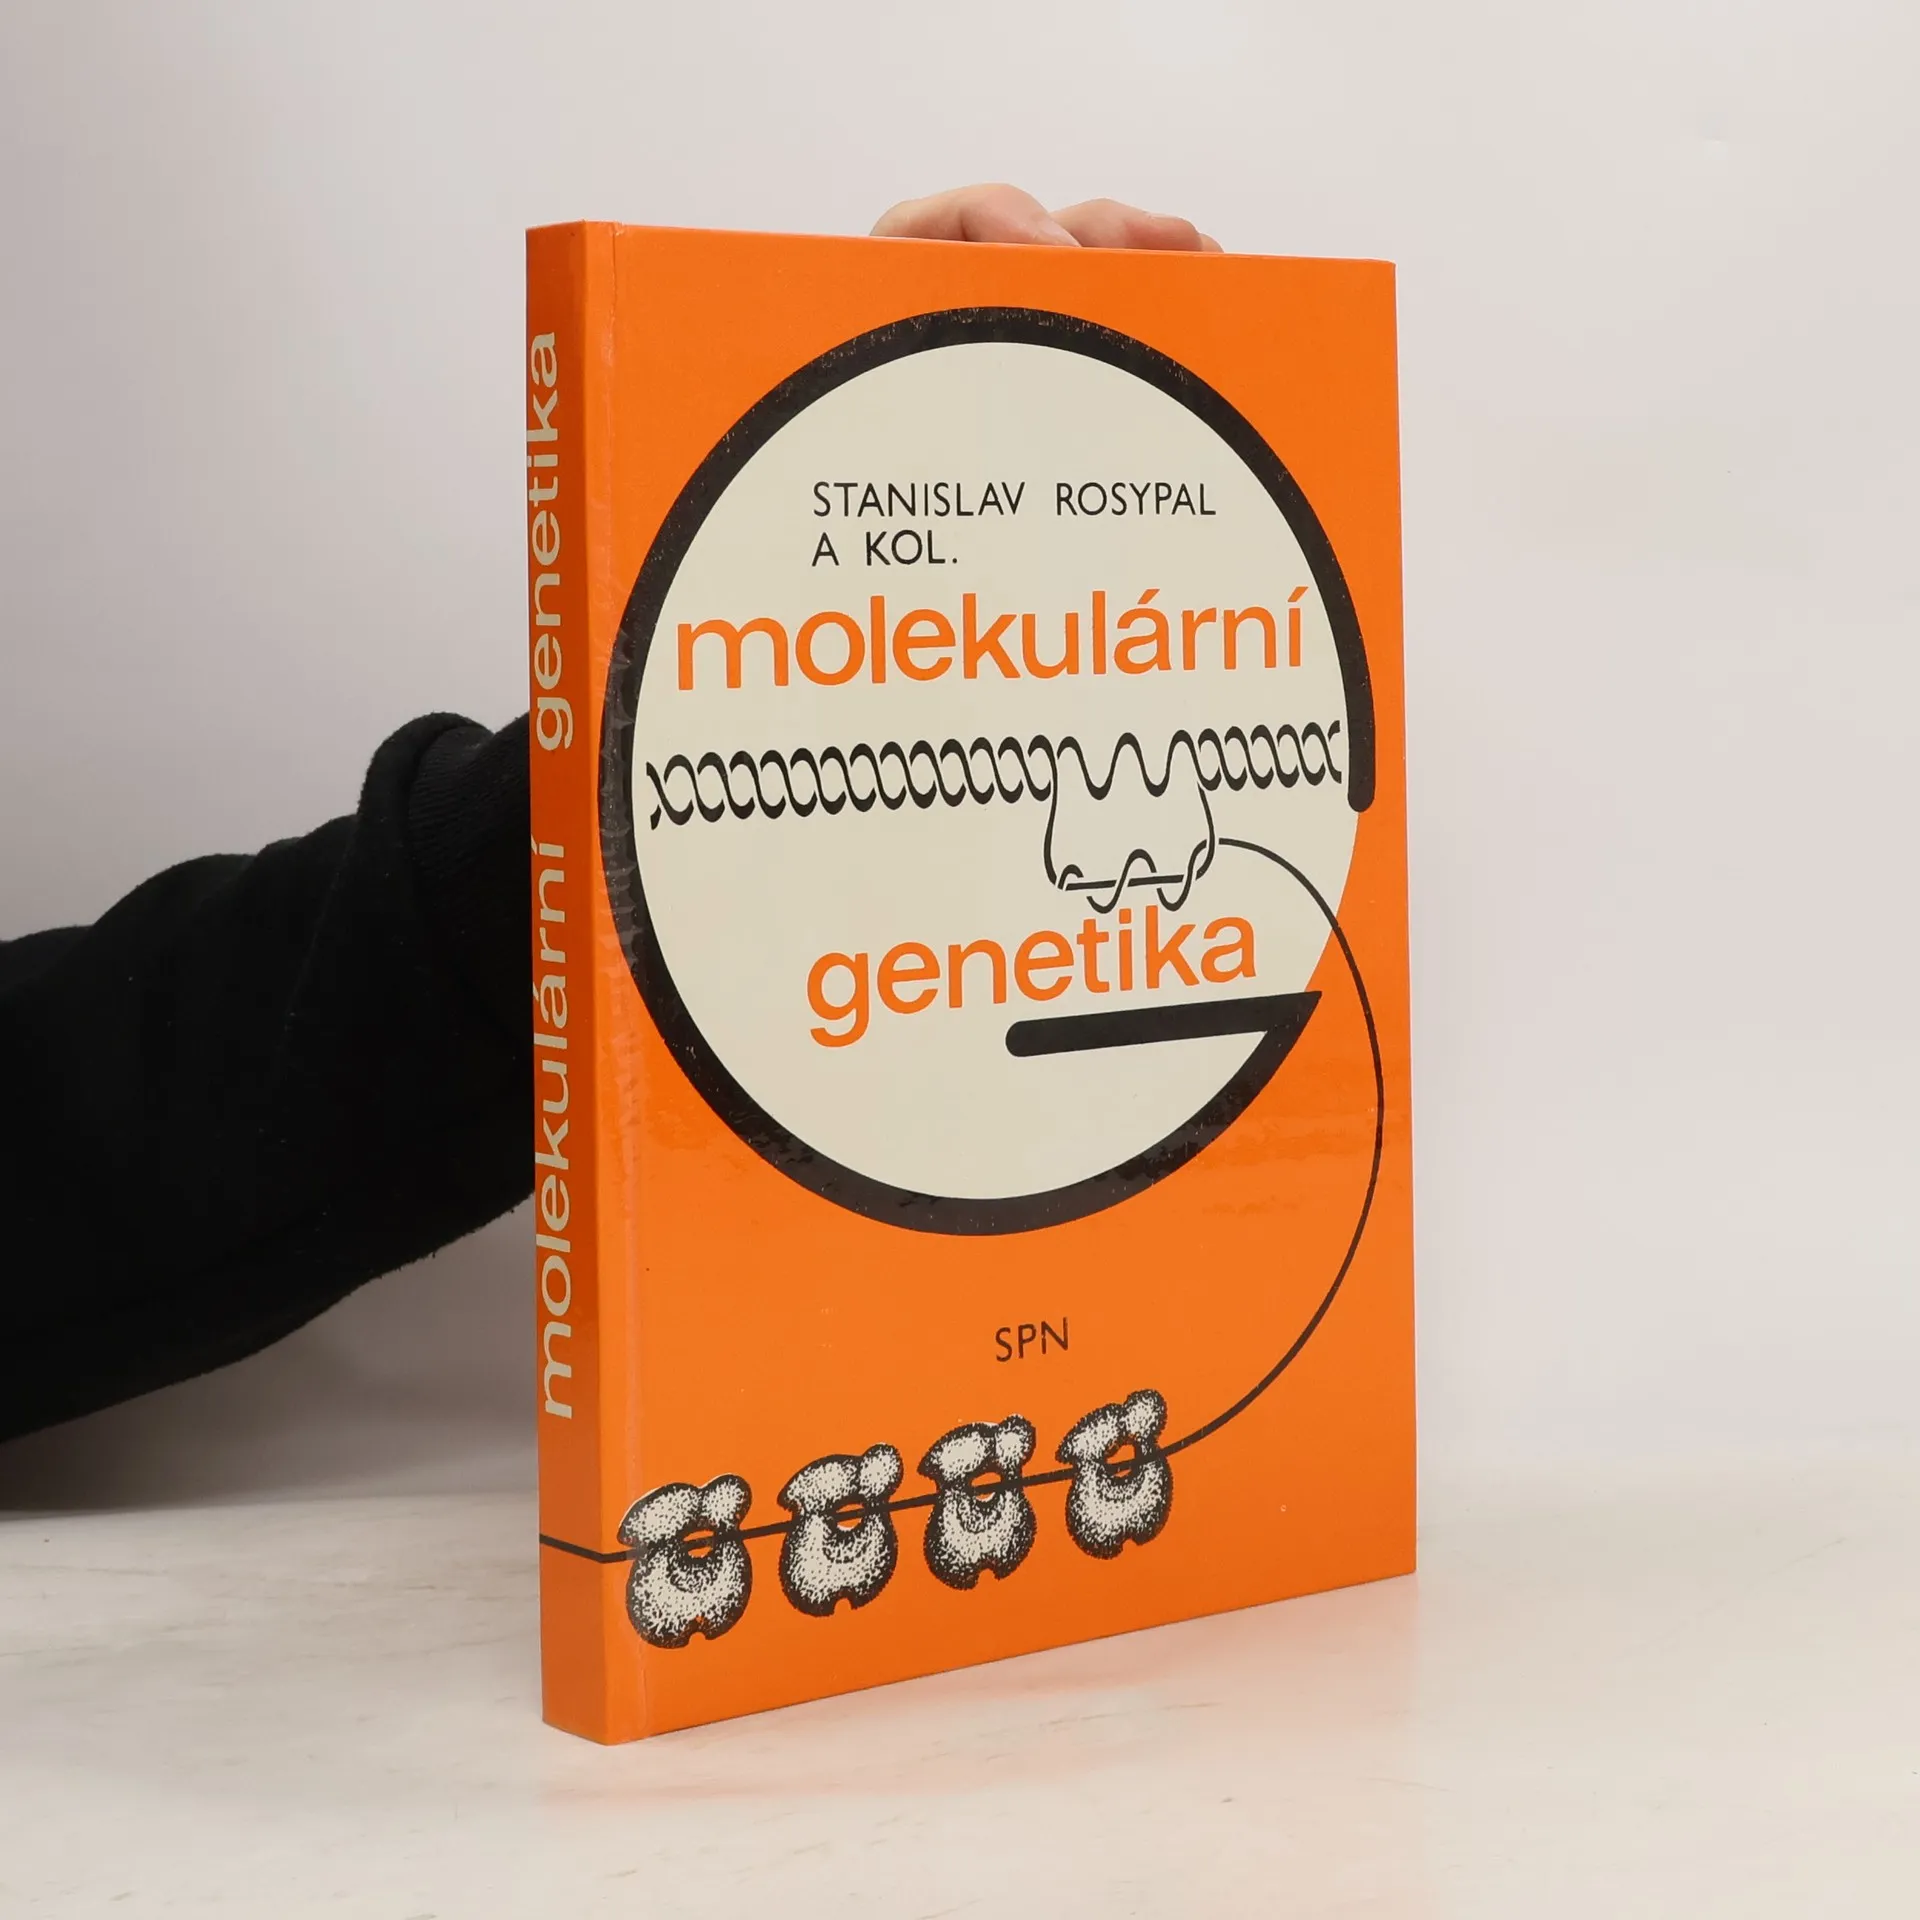 molekulární genetika
STANISLAV ROSYPAL
A KOL.
molekulární
genetika
SPN